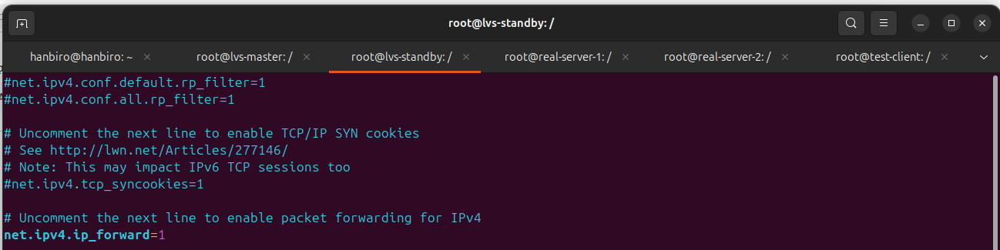 root@lvs-standby: /
hanbiro@hanbiro: ~
root@lvs-master: /
root@lvs-standby: /
root@real-server-1: /
root@real-server-2: /
root@test-client: /
#net.ipv4.conf.default.rp_filter=1
#net.ipv4.conf.all.rp_filter=1
# Uncomment the next line to enable TCP/IP SYN cookies
# See http://lwn.net/Articles/277146/
# Note: This may impact IPv6 TCP sessions too
#net.ipv4.tcp_syncookies=1
# Uncomment the next line to enable packet forwarding for IPv4
net.ipv4.ip_forward=1